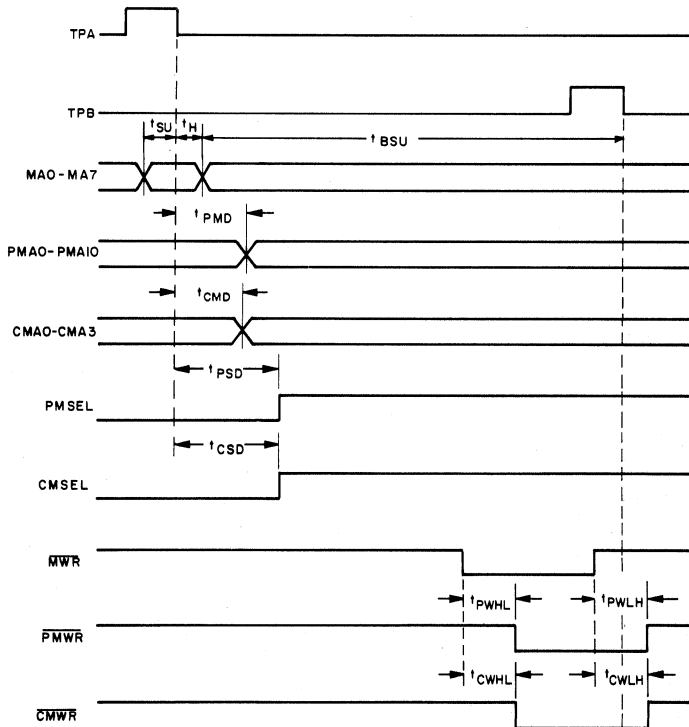 TPA
TPB
tSU tH tBSU
MA0-MA7
tPMD
PMA0-PMA10
tCMD
CMA0-CMA3
tPSD
PMSEL
tCSD
CMSEL
MWR
tPWHL tPWLH
PMWR
tCWHL tCWLH
CMWR